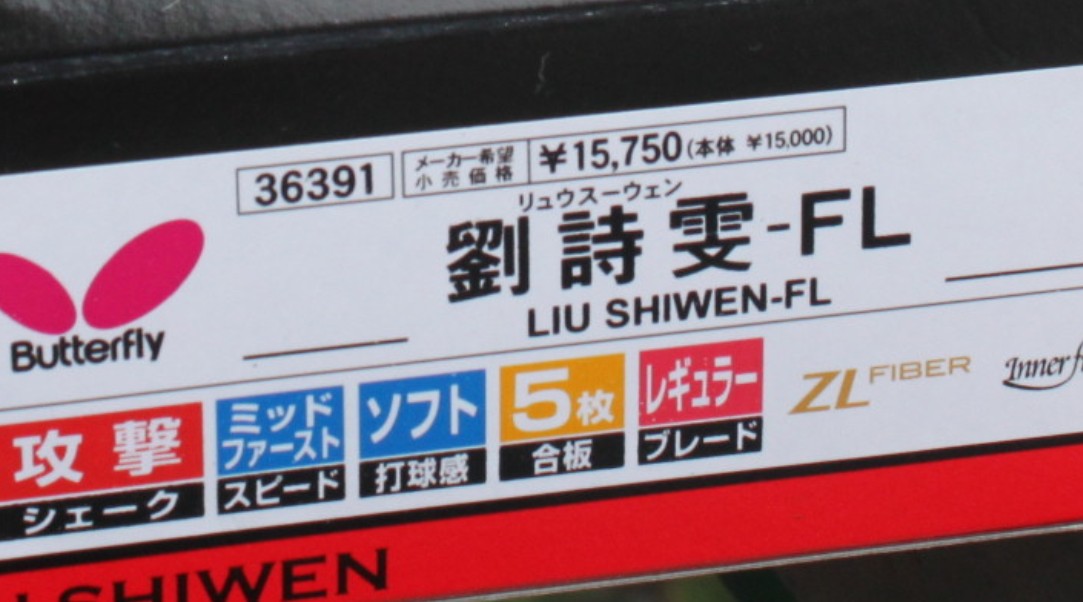 36391 メーカー希望小売価格 ¥15,750(本体 ¥15,000)
リュウスーウェン
劉詩雯-FL
LIU SHIWEN-FL
Butterfly
攻撃 ミッドファースト ソフト 5枚 レギュラー ZL FIBER Inner
シェーク スピード 打球感 合板 ブレード
SHIWEN